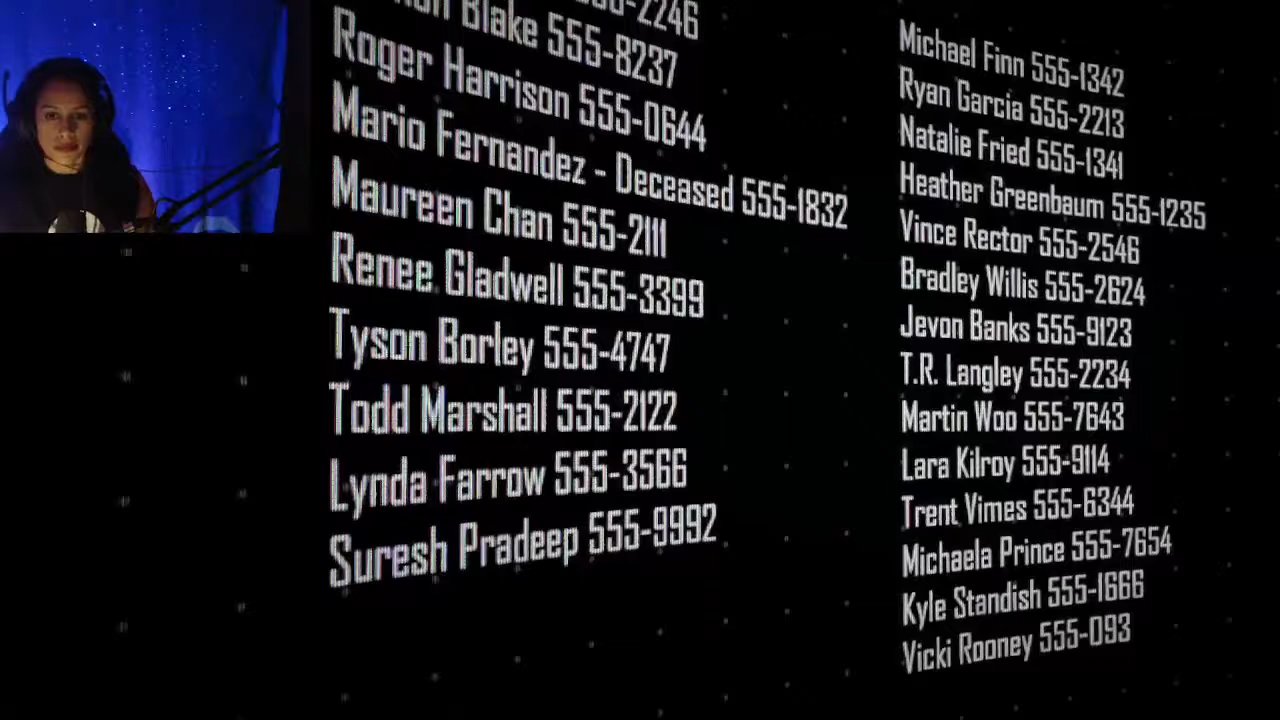 2246
Blake 555-8237
Roger Harrison 555-0644
Mario Fernandez - Deceased 555-1832
Maureen Chan 555-2111
Renee Gladwell 555-3399
Tyson Borley 555-4747
Todd Marshall 555-2122
Lynda Farrow 555-3566
Suresh Pradeep 555-9992
Michael Finn 555-1342
Ryan Garcia 555-2213
Natalie Fried 555-1341
Heather Greenbaum 555-1235
Vince Rector 555-2546
Bradley Willis 555-2624
Jevon Banks 555-9123
T.R. Langley 555-2234
Martin Woo 555-7643
Lara Kilroy 555-9114
Trent Vimes 555-6344
Michaela Prince 555-7654
Kyle Standish 555-1666
Vicki Rooney 555-093